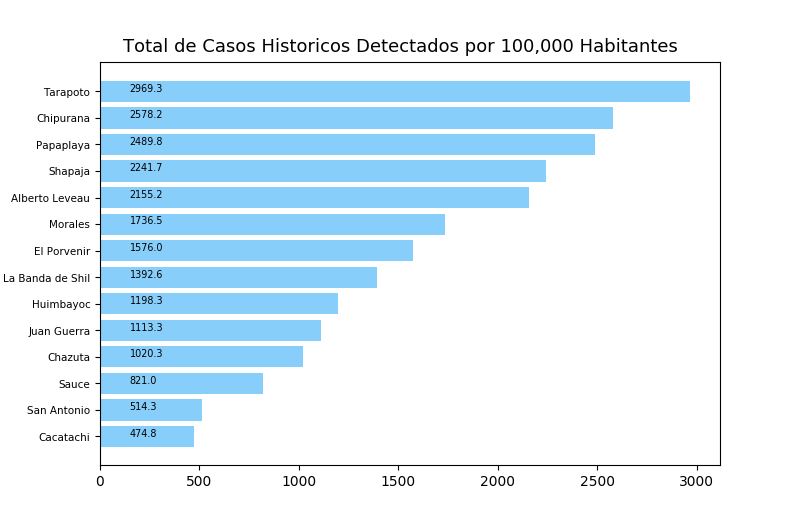 Total de Casos Historicos Detectados por 100,000 Habitantes
Tarapoto 2969.3
Chipurana 2578.2
Papaplaya 2489.8
Shapaja 2241.7
Alberto Leveau 2155.2
Morales 1736.5
El Porvenir 1576.0
La Banda de Shil 1392.6
Huimbayoc 1198.3
Juan Guerra 1113.3
Chazuta 1020.3
Sauce 821.0
San Antonio 514.3
Cacatachi 474.8
0 500 1000 1500 2000 2500 3000